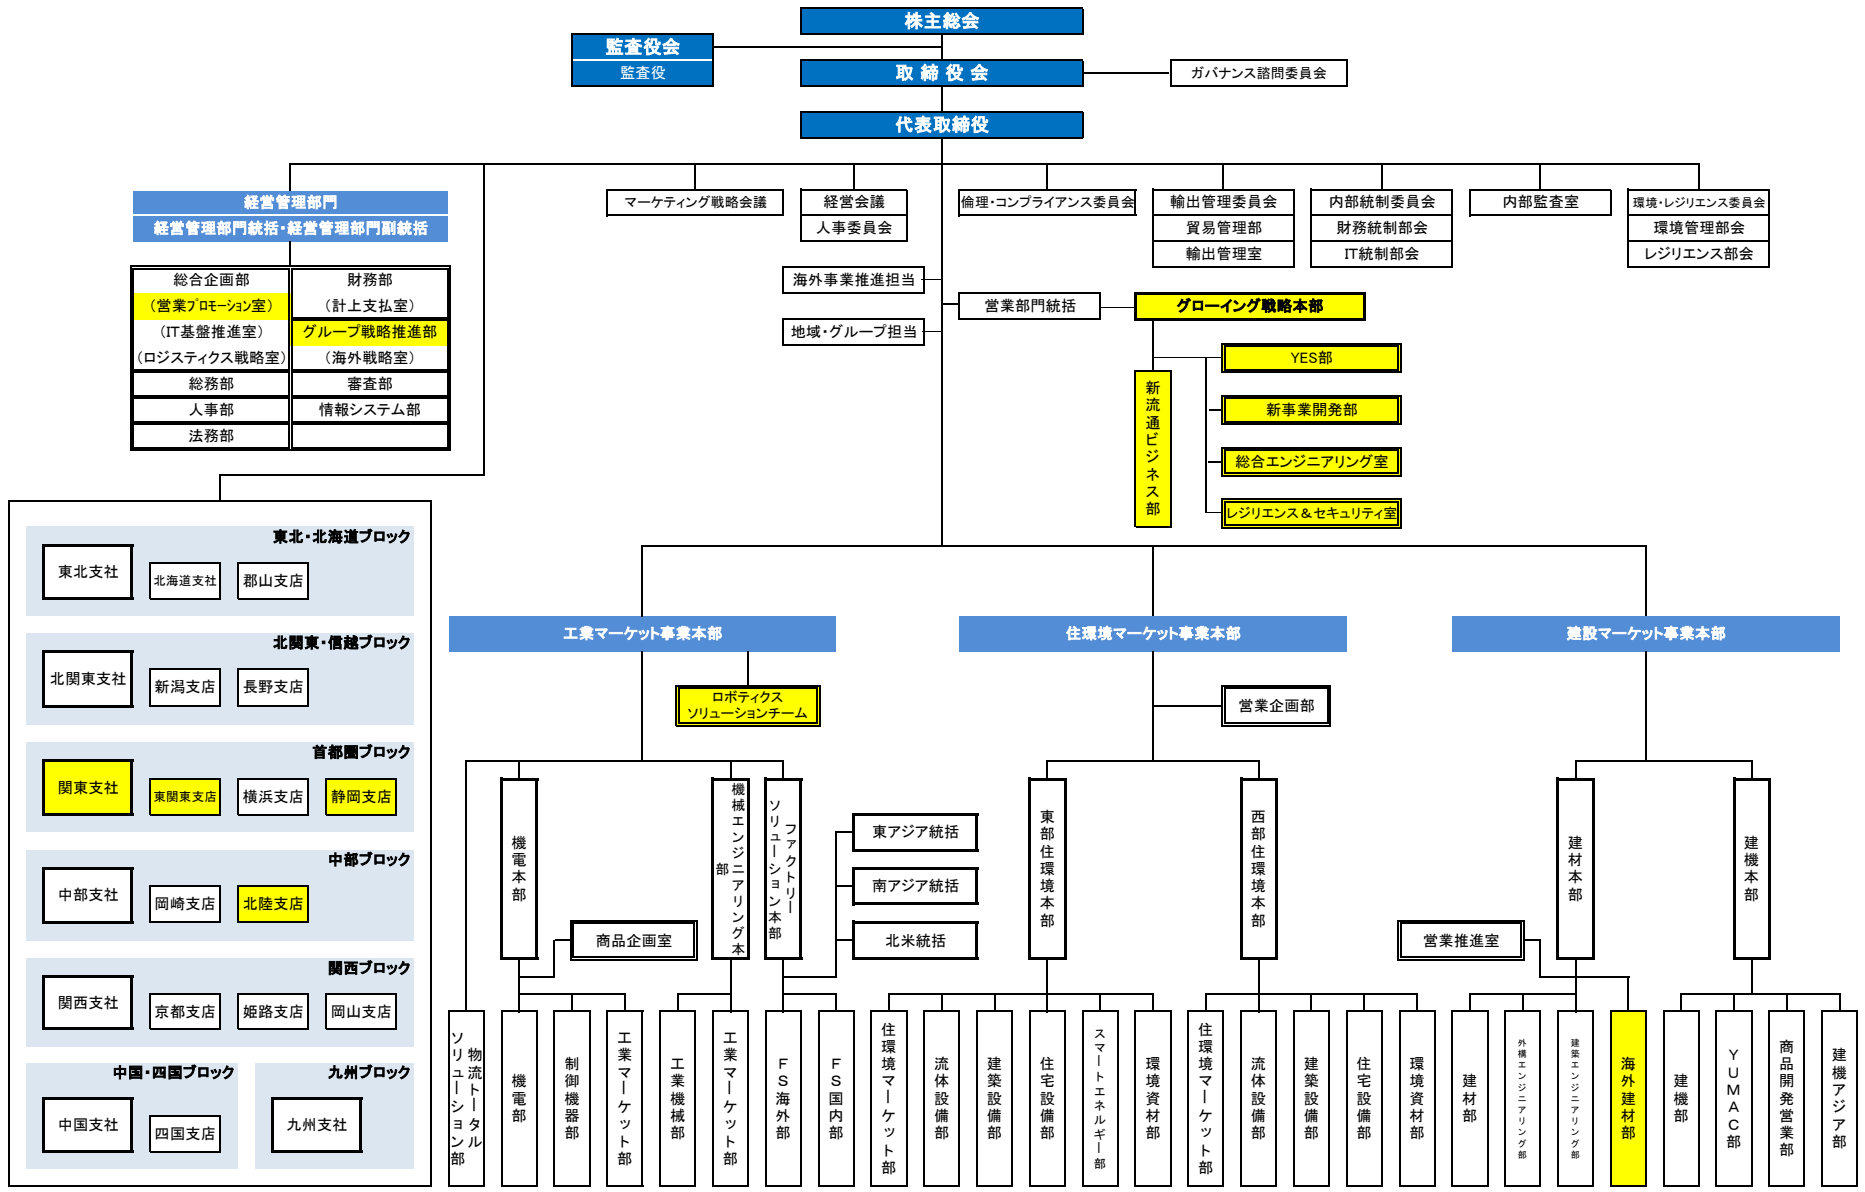 株主総会
監査役会
監査役
取 締 役 会
ガバナンス諮問委員会
代表取締役
経営管理部門
経営管理部門統括・経営管理部門副統括
総合企画部
（営業プロモーション室）
（IT基盤推進室）
（ロジスティクス戦略室）
総務部
人事部
法務部
財務部
（計上支払室）
グループ戦略推進部
（海外戦略室）
審査部
情報システム部
マーケティング戦略会議
経営会議
人事委員会
倫理・コンプライアンス委員会
輸出管理委員会
貿易管理部
輸出管理室
内部統制委員会
財務統制部会
IT統制部会
内部監査室
環境・レジリエンス委員会
環境管理部会
レジリエンス部会
海外事業推進担当
地域・グループ担当
営業部門統括
グローイング戦略本部
新流通ビジネス部
YES部
新事業開発部
総合エンジニアリング室
レジリエンス＆セキュリティ室
東北・北海道ブロック
東北支社
北海道支社
郡山支店
北関東・信越ブロック
北関東支社
新潟支店
長野支店
首都圏ブロック
関東支社
東関東支店
横浜支店
静岡支店
中部ブロック
中部支社
岡崎支店
北陸支店
関西ブロック
関西支社
京都支店
姫路支店
岡山支店
中国・四国ブロック
中国支社
四国支店
九州ブロック
九州支社
工業マーケット事業本部
住環境マーケット事業本部
建設マーケット事業本部
ロボティクス
ソリューションチーム
営業企画部
機電本部
機械エンジニアリング本
部
ファクトリー
ソリューション本部
東アジア統括
南アジア統括
北米統括
東部住環境本部
西部住環境本部
建材本部
建機本部
商品企画室
営業推進室
物流トータル
ソリューション部
機電部
制御機器部
工業マーケット部
工業機械部
工業マーケット部
ＦＳ海外部
ＦＳ国内部
住環境マーケット部
流体設備部
建築設備部
住宅設備部
スマートエネルギー部
環境資材部
住環境マーケット部
流体設備部
建築設備部
住宅設備部
環境資材部
建材部
外構エンジニアリング部
建築エンジニアリング部
海外建材部
建機部
ＹＵＭＡＣ部
商品開発営業部
建機アジア部